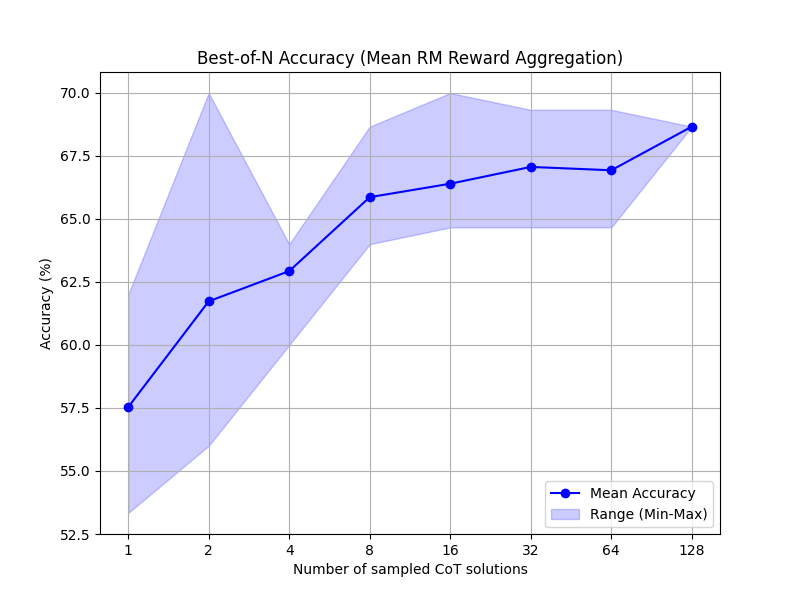 Best-of-N Accuracy (Mean RM Reward Aggregation)
Accuracy (%)
70.0
67.5
65.0
62.5
60.0
57.5
55.0
52.5
Mean Accuracy
Range (Min-Max)
1 2 4 8 16 32 64 128
Number of sampled CoT solutions